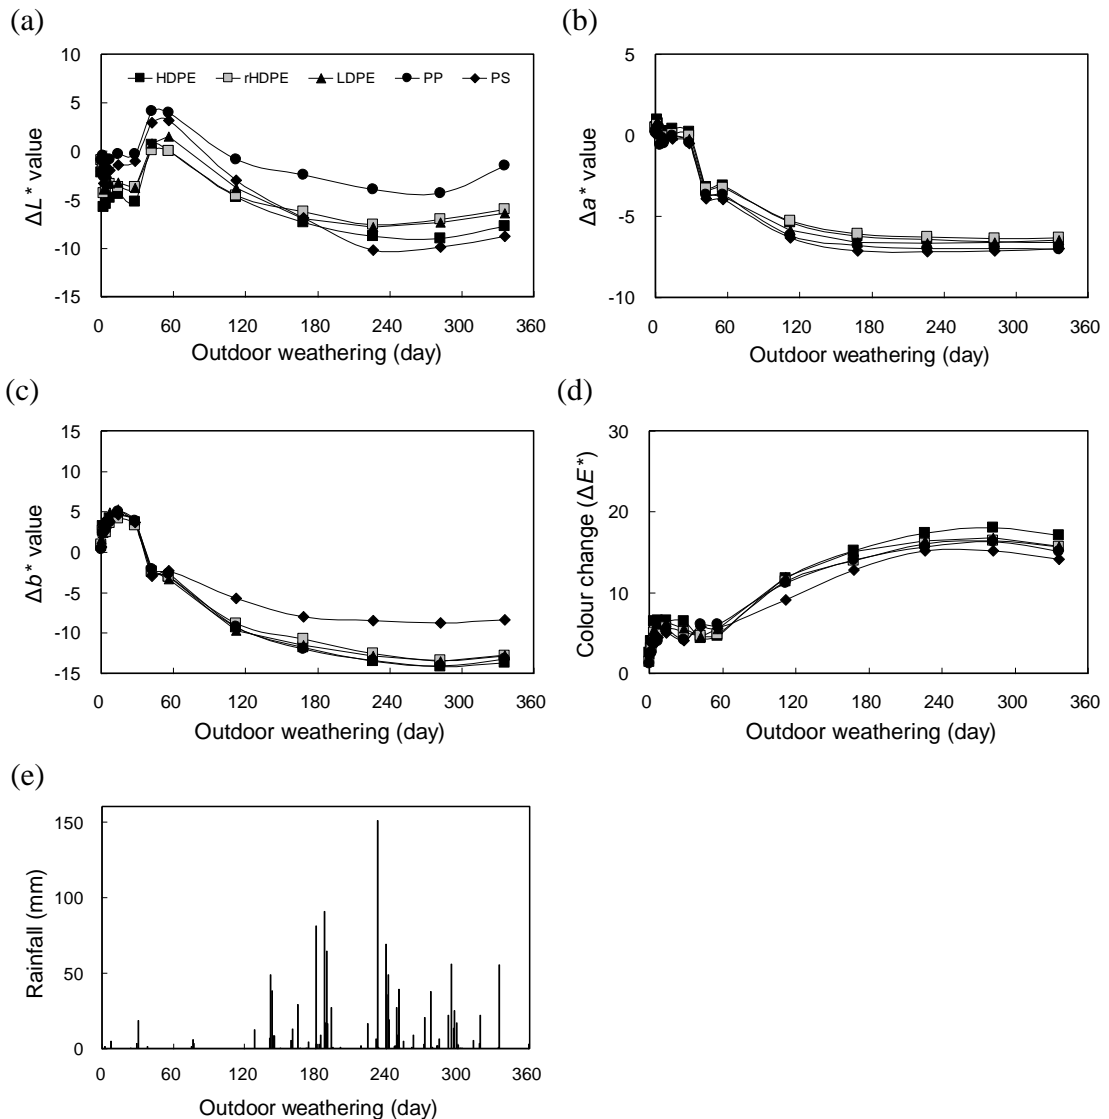 (a)
ΔL* value
10
5
0
-5
-10
-15
HDPE rHDPE LDPE PP PS
0 60 120 180 240 300 360
Outdoor weathering (day)
(b)
Δa* value
5
0
-5
-10
0 60 120 180 240 300 360
Outdoor weathering (day)
(c)
Δb* value
15
10
5
0
-5
-10
-15
0 60 120 180 240 300 360
Outdoor weathering (day)
(d)
Colour change (ΔE*)
30
20
10
0
0 60 120 180 240 300 360
Outdoor weathering (day)
(e)
Rainfall (mm)
150
100
50
0
0 60 120 180 240 300 360
Outdoor weathering (day)